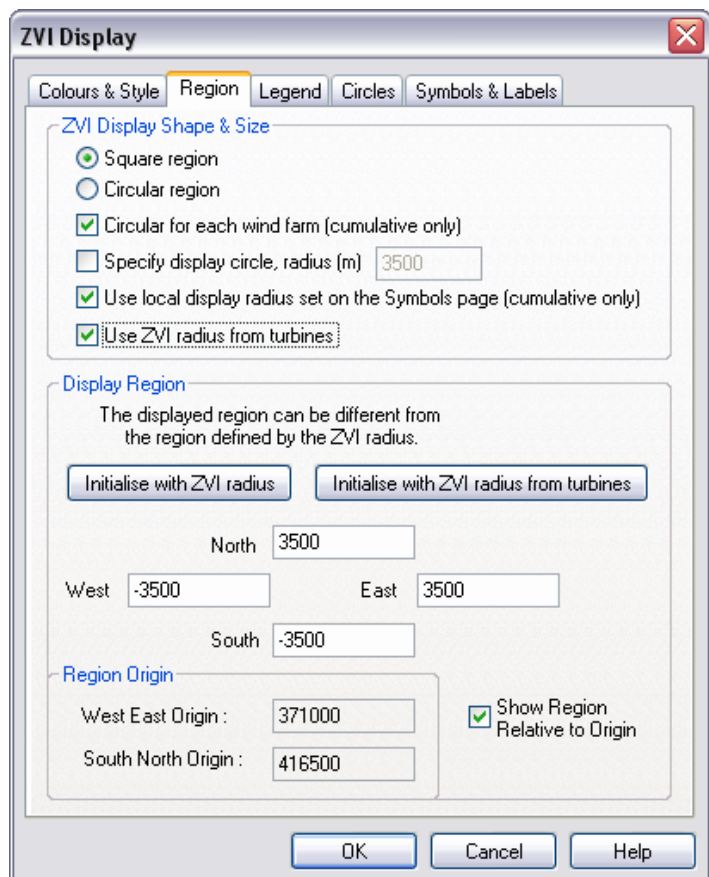 ZVI Display
Colours & Style Region Legend Circles Symbols & Labels
ZVI Display Shape & Size
Square region
Circular region
Circular for each wind farm (cumulative only)
Specify display circle, radius (m) 3500
Use local display radius set on the Symbols page (cumulative only)
Use ZVI radius from turbines
Display Region
The displayed region can be different from
the region defined by the ZVI radius.
Initialise with ZVI radius Initialise with ZVI radius from turbines
North 3500
West -3500 East 3500
South -3500
Region Origin
West East Origin : 371000
South North Origin : 416500
Show Region
Relative to Origin
OK Cancel Help